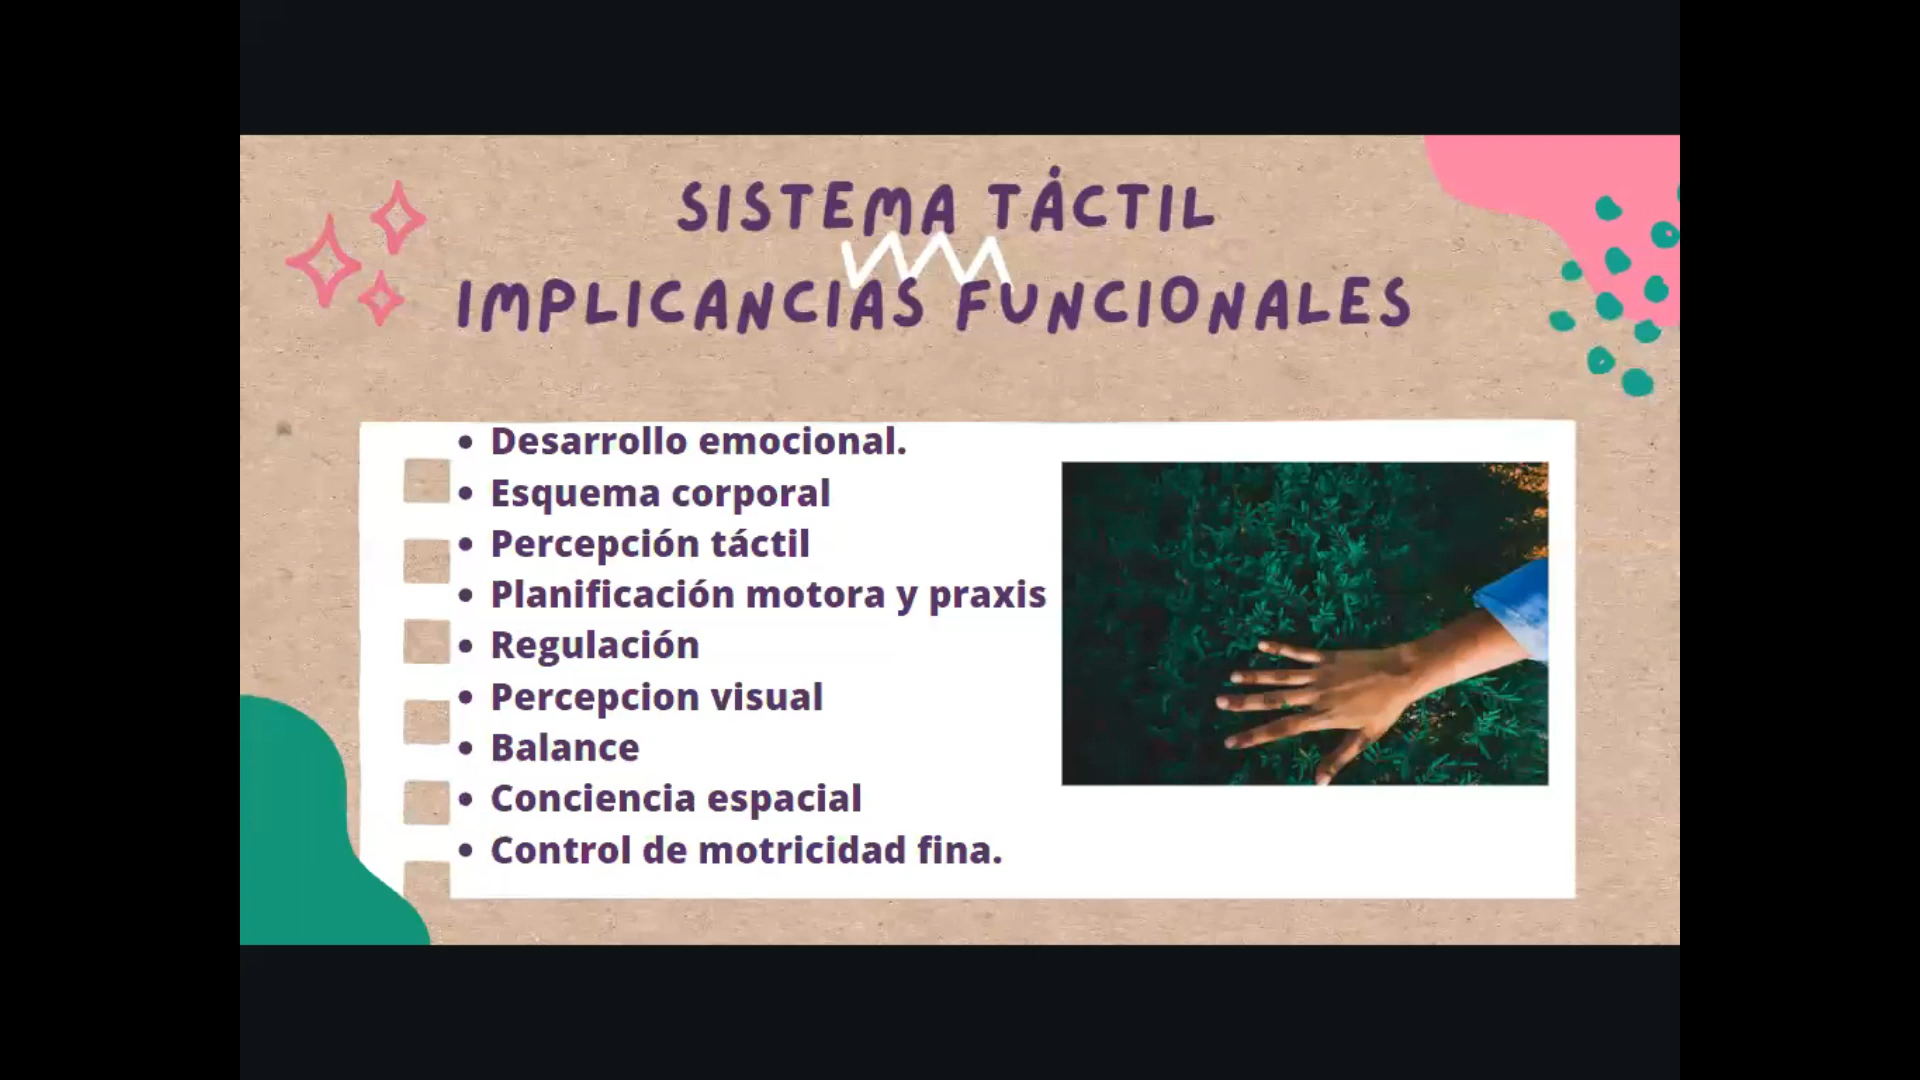 SISTEMA TÁCTIL
IMPLICANCIAS FUNCIONALES
• Desarrollo emocional.
• Esquema corporal
• Percepción táctil
• Planificación motora y praxis
• Regulación
• Percepcion visual
• Balance
• Conciencia espacial
• Control de motricidad fina.